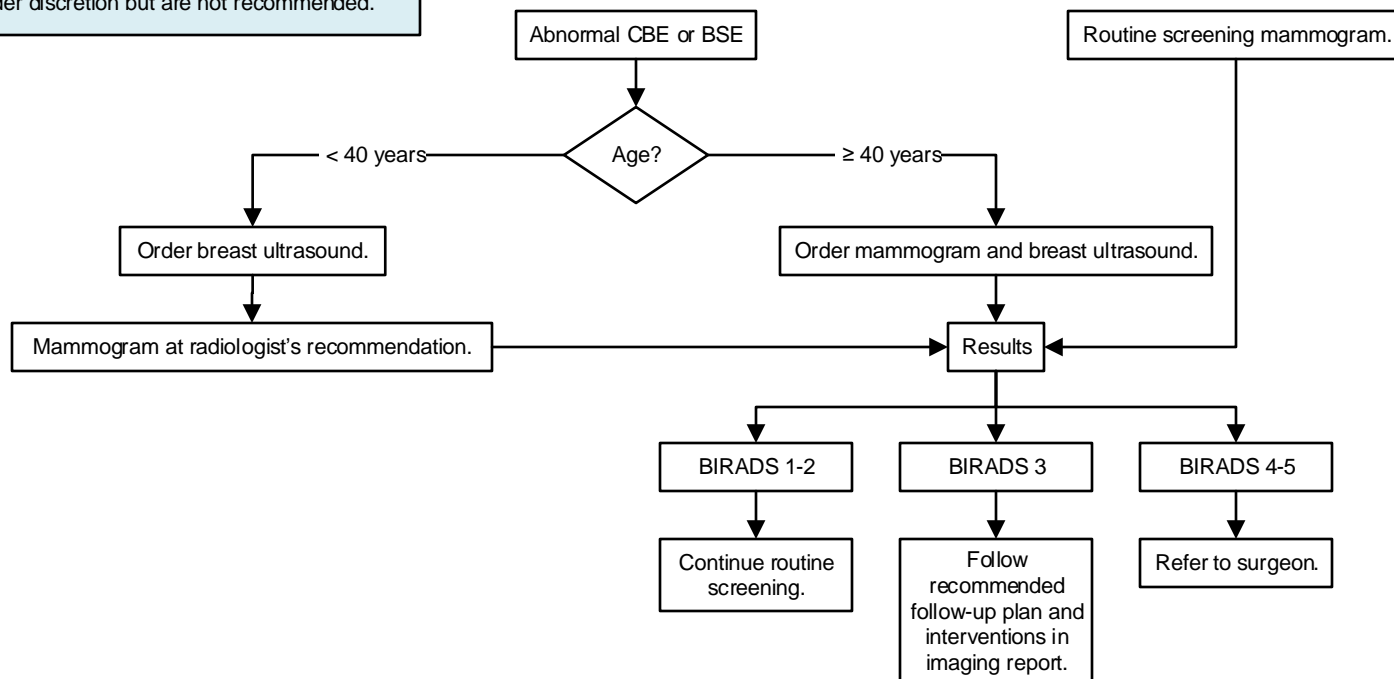 der discretion but are not recommended.
Abnormal CBE or BSE
Routine screening mammogram.
Age?
< 40 years
≥ 40 years
Order breast ultrasound.
Order mammogram and breast ultrasound.
Mammogram at radiologist’s recommendation.
Results
BIRADS 1-2
BIRADS 3
BIRADS 4-5
Continue routine
screening.
Follow
recommended
follow-up plan and
interventions in
imaging report.
Refer to surgeon.